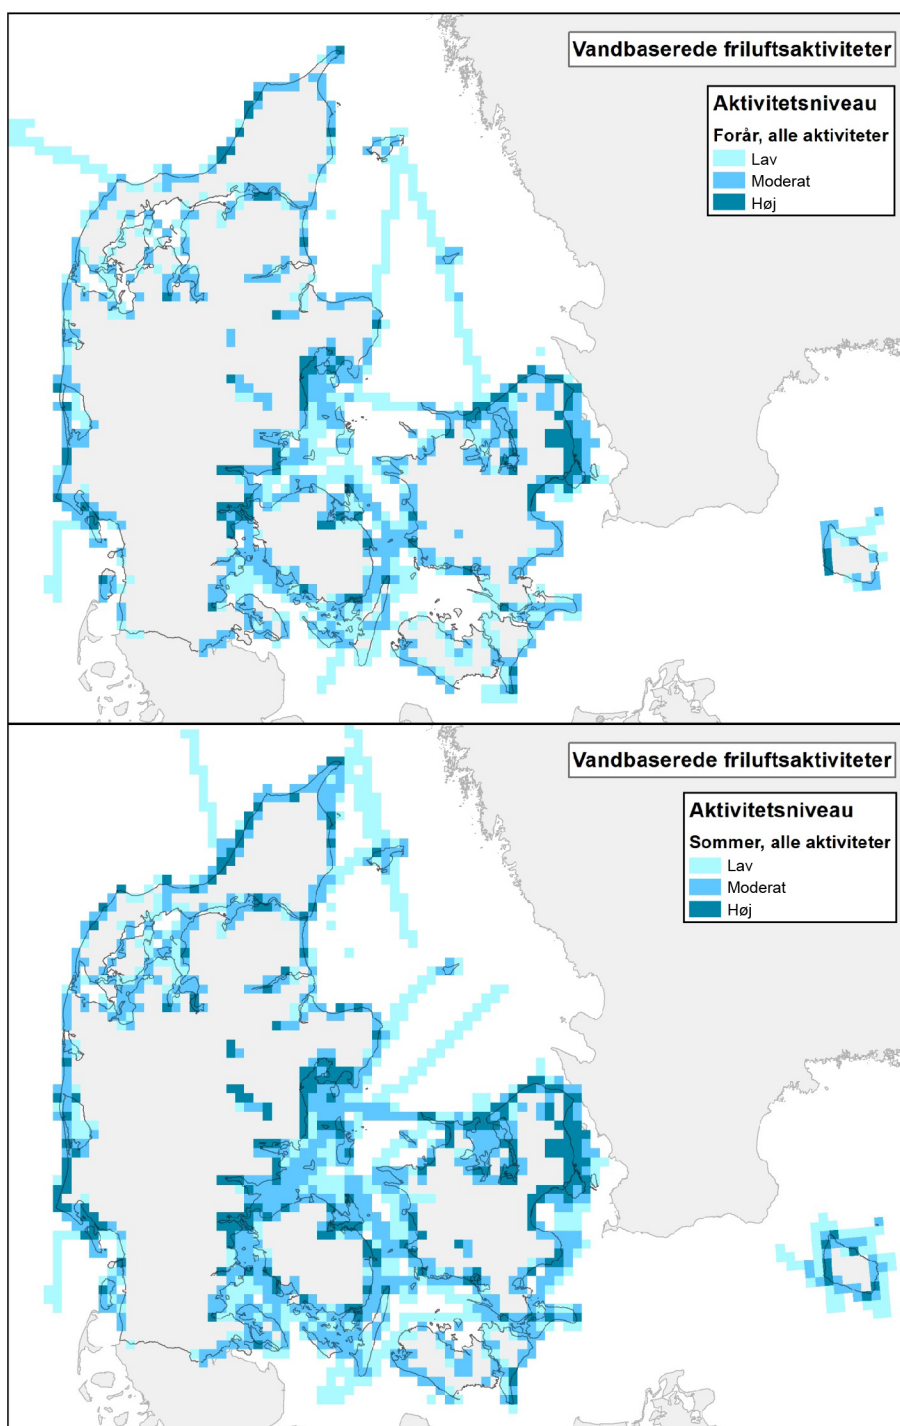 Vandbaserede friluftsaktiviteter
Aktivitetsniveau
Forår, alle aktiviteter
Lav
Moderat
Høj
Vandbaserede friluftsaktiviteter
Aktivitetsniveau
Sommer, alle aktiviteter
Lav
Moderat
Høj